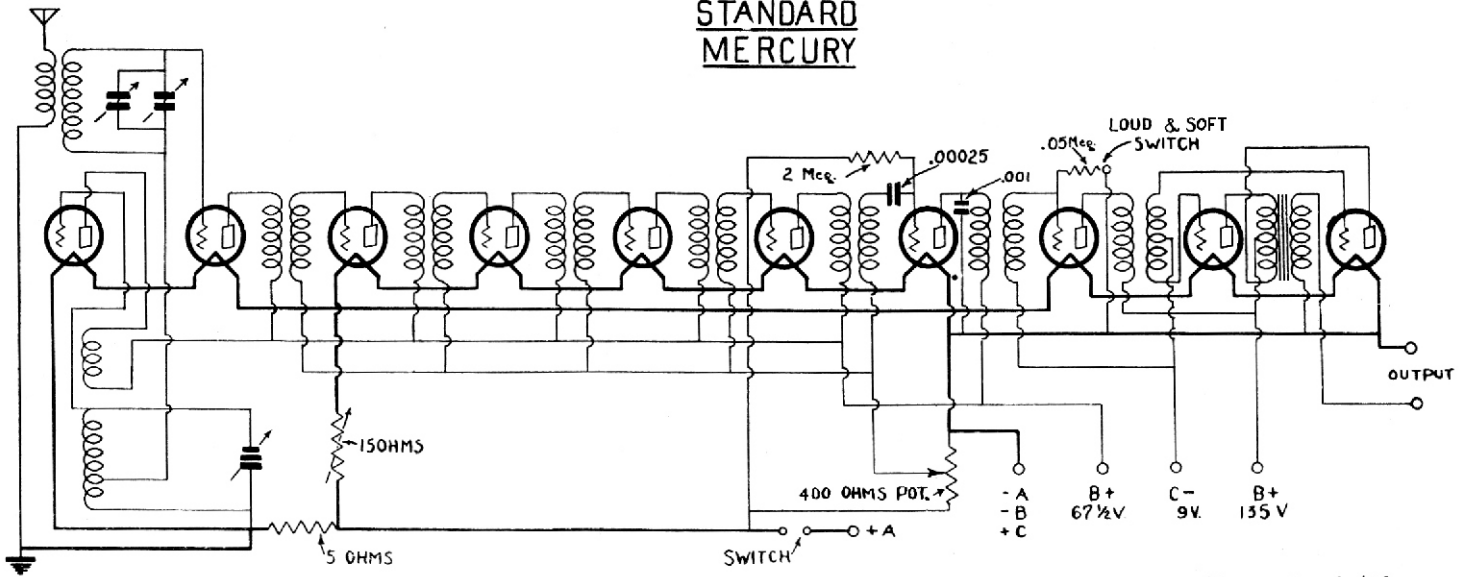 STANDARD
MERCURY
LOUD & SOFT
SWITCH
.05Meg.
.00025
2 Meg.
.001
OUTPUT
15OHMS
400 OHMS POT.
- A
- B
+ C
B+
67½V.
C-
9V.
B+
135 V
SWITCH
+ A
5 OHMS